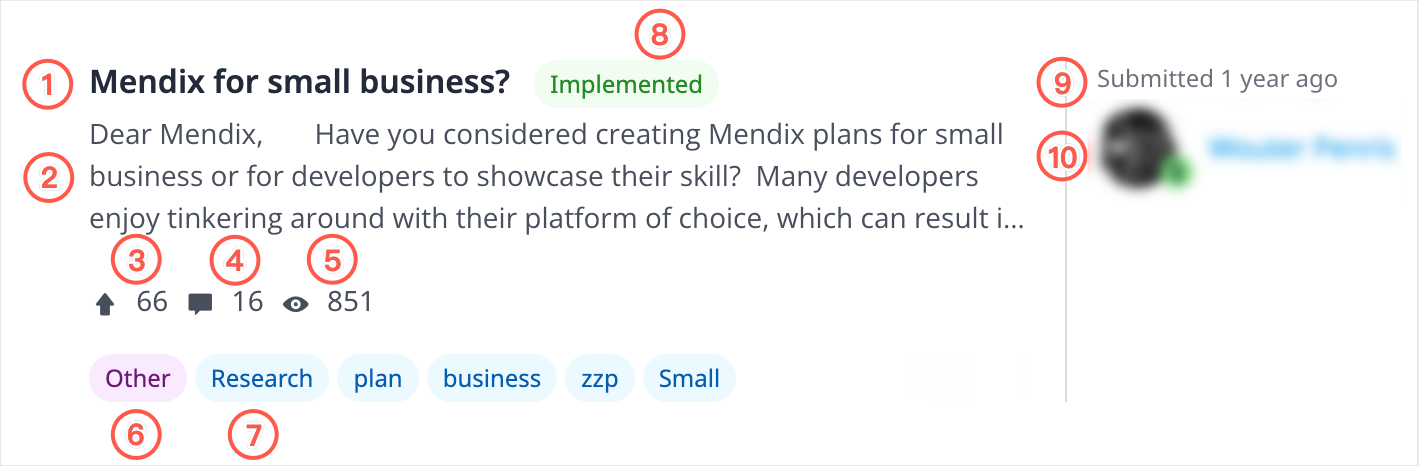 8
1 Mendix for small business? Implemented
9 Submitted 1 year ago
Dear Mendix, Have you considered creating Mendix plans for small
10
2 business or for developers to showcase their skill? Many developers
enjoy tinkering around with their platform of choice, which can result i...
3 4 5
66 16 851
Other Research plan business zzp Small
6 7